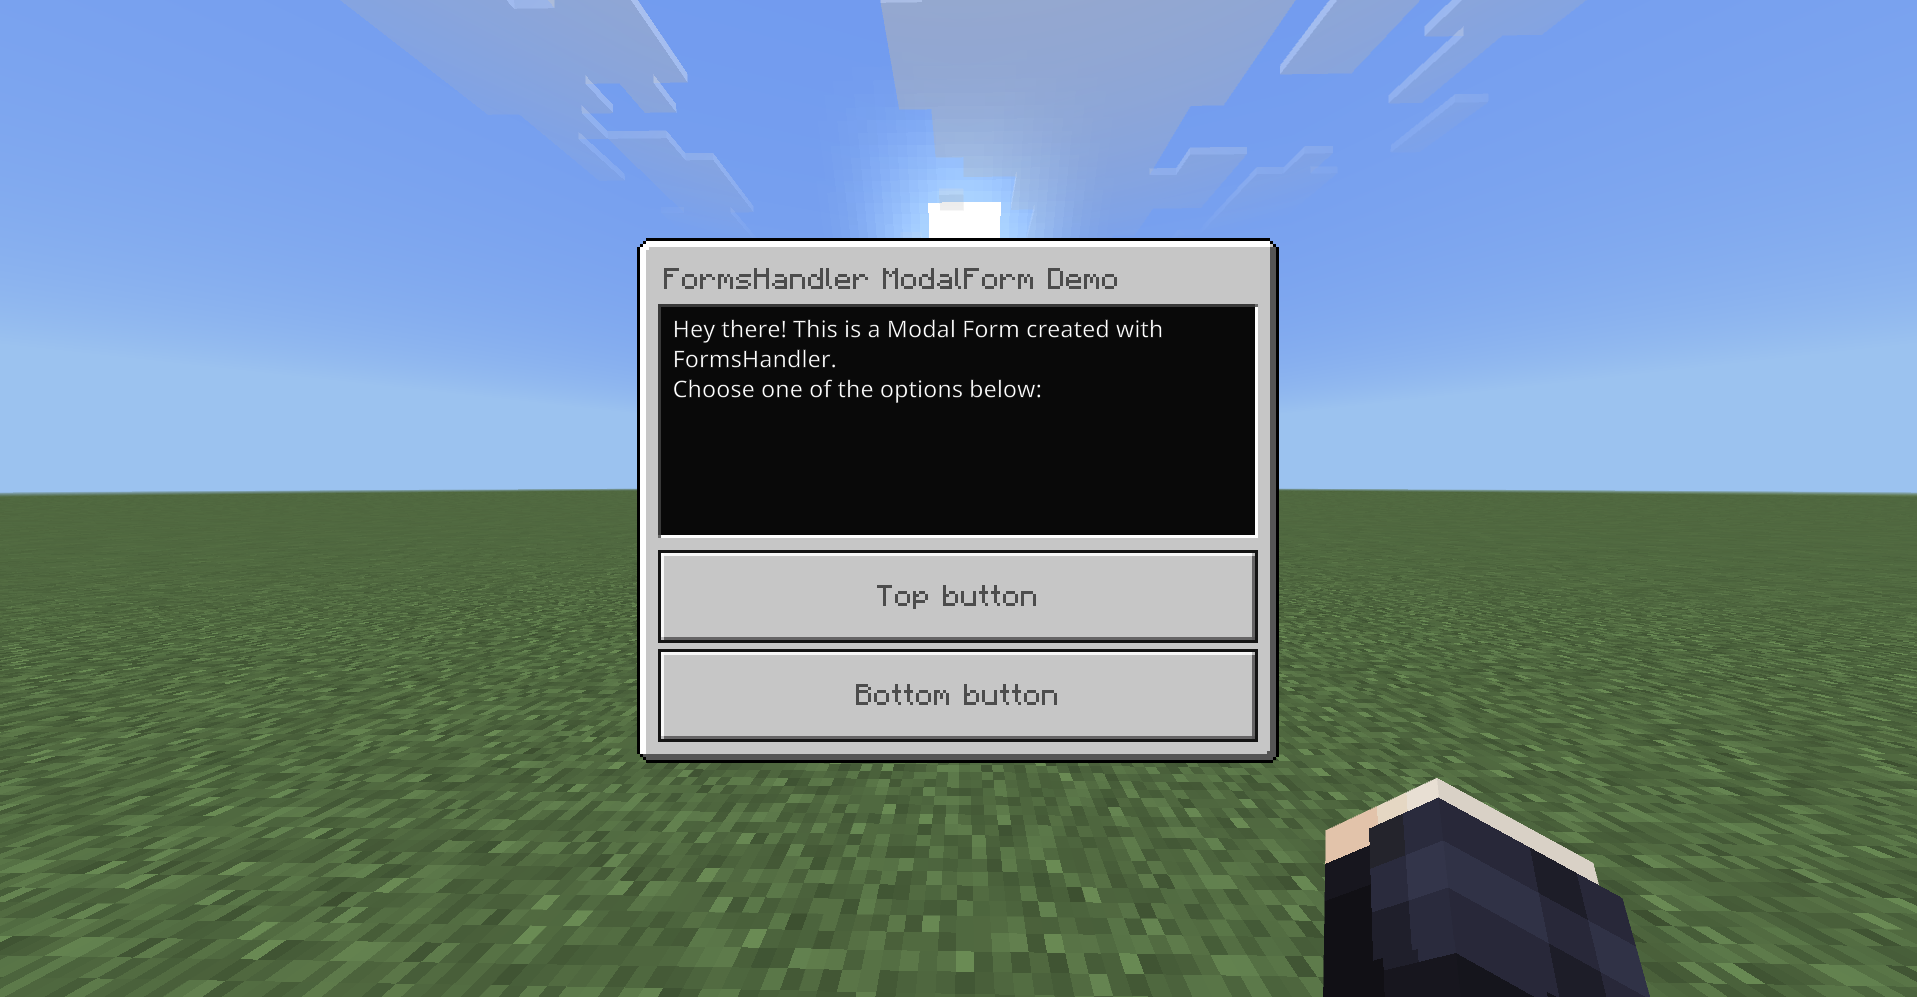 FormsHandler ModalForm Demo
Hey there! This is a Modal Form created with
FormsHandler.
Choose one of the options below:
Top button
Bottom button